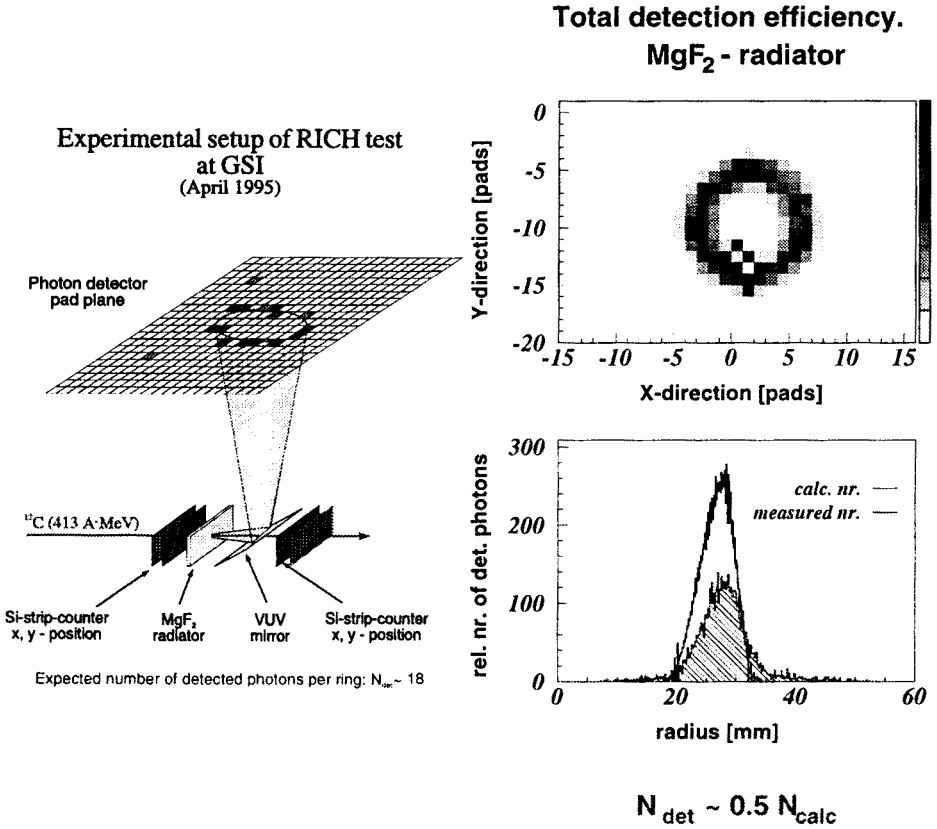 Experimental setup of RICH test
at GSI
(April 1995)
Photon detector
pad plane
¹²C (413 A·MeV)
Si-strip-counter
x, y - position
MgF₂
radiator
VUV
mirror
Si-strip-counter
x, y - position
Expected number of detected photons per ring: N_det ~ 18
Total detection efficiency.
MgF₂ - radiator
Y-direction [pads]
0
-5
-10
-15
-20
-15 -10 -5 0 5 10 15
X-direction [pads]
rel. nr. of det. photons
300
200
100
0
calc. nr.
measured nr.
0 20 40 60
radius [mm]
N_det ~ 0.5 N_calc